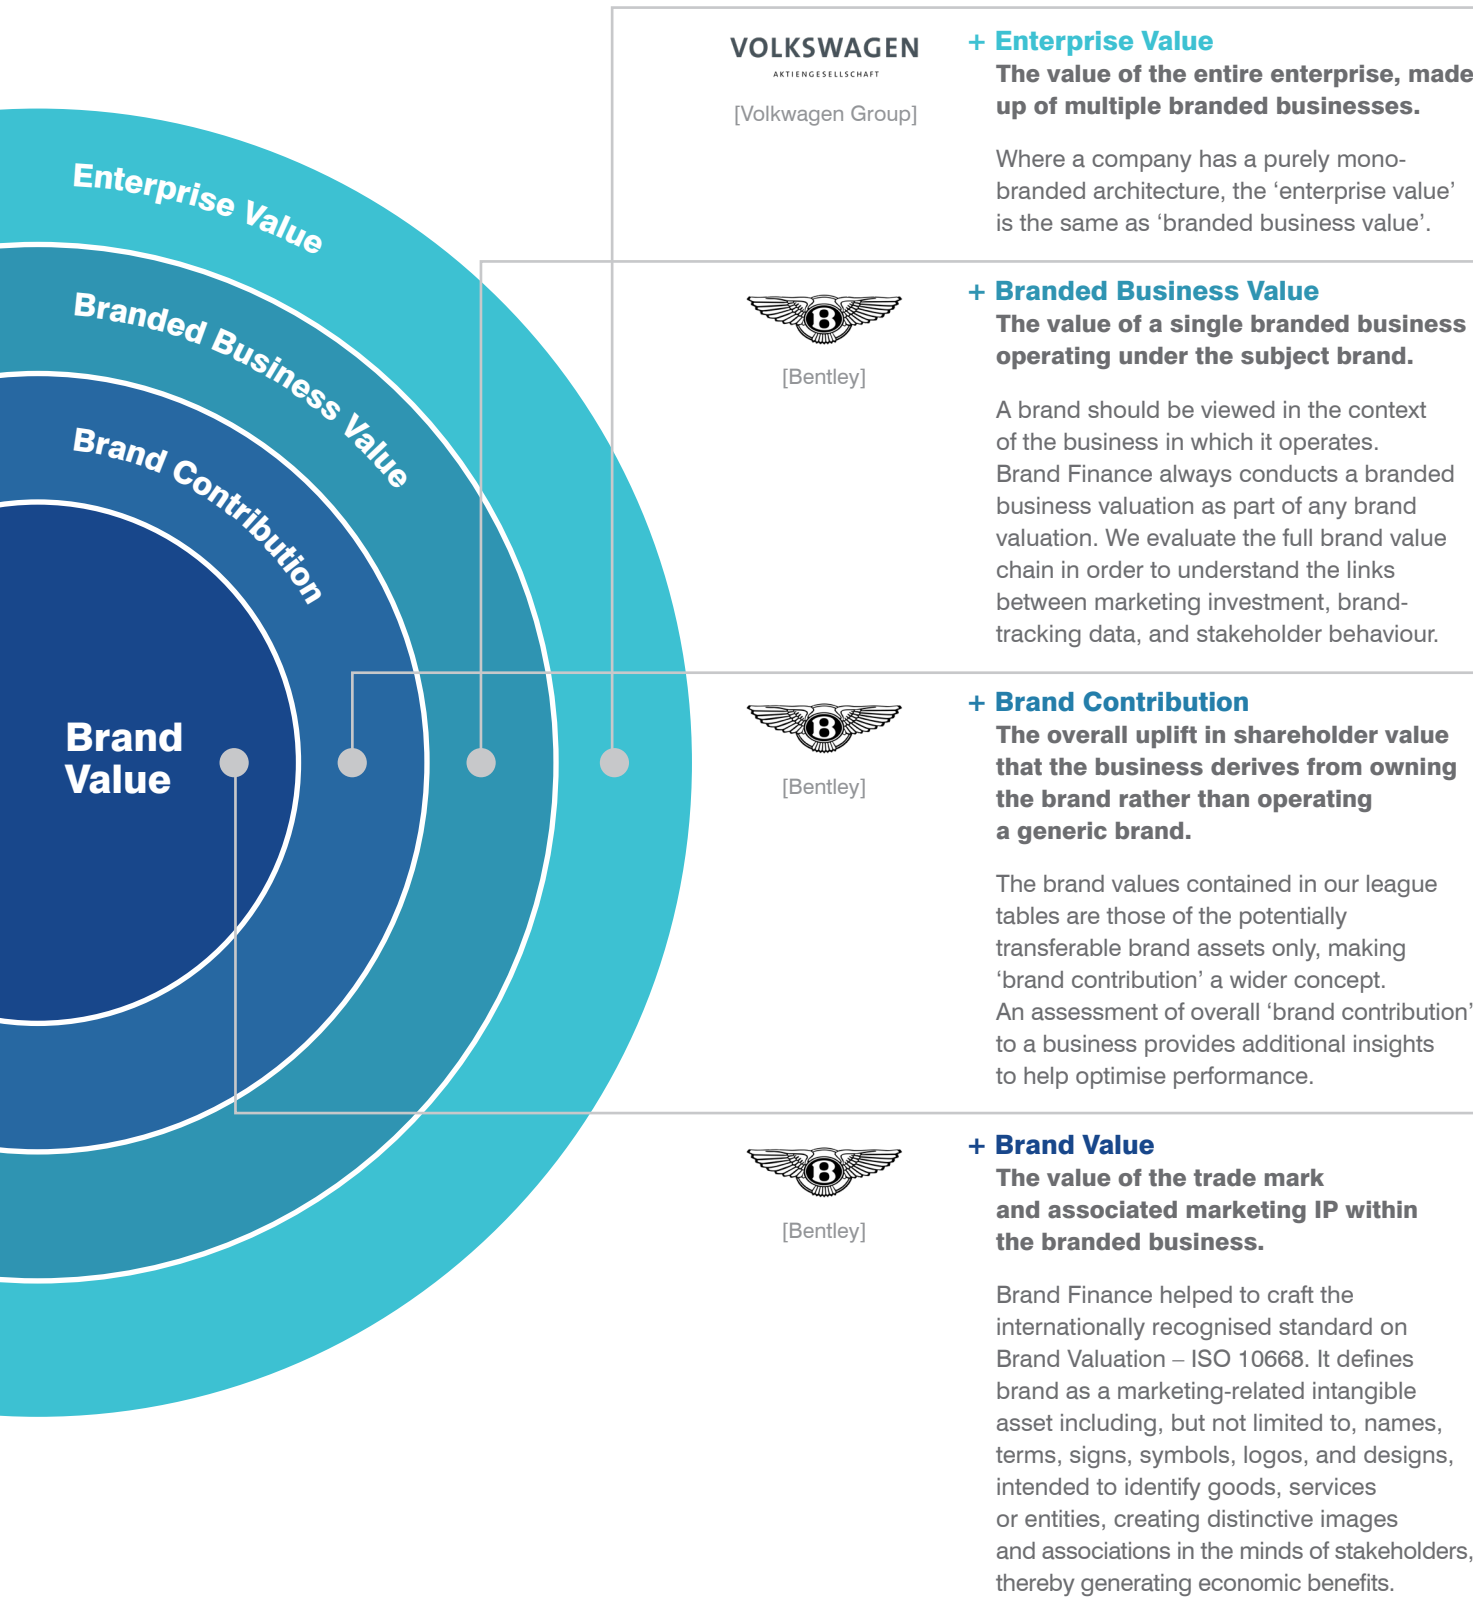 Enterprise Value
Branded Business Value
Brand Contribution
Brand
Value
VOLKSWAGEN
AKTIENGESELLSCHAFT
[Volkwagen Group]
+ Enterprise Value
The value of the entire enterprise, made
up of multiple branded businesses.
Where a company has a purely mono-
branded architecture, the ‘enterprise value’
is the same as ‘branded business value’.
B
[Bentley]
+ Branded Business Value
The value of a single branded business
operating under the subject brand.
A brand should be viewed in the context
of the business in which it operates.
Brand Finance always conducts a branded
business valuation as part of any brand
valuation. We evaluate the full brand value
chain in order to understand the links
between marketing investment, brand-
tracking data, and stakeholder behaviour.
B
[Bentley]
+ Brand Contribution
The overall uplift in shareholder value
that the business derives from owning
the brand rather than operating
a generic brand.
The brand values contained in our league
tables are those of the potentially
transferable brand assets only, making
‘brand contribution’ a wider concept.
An assessment of overall ‘brand contribution’
to a business provides additional insights
to help optimise performance.
B
[Bentley]
+ Brand Value
The value of the trade mark
and associated marketing IP within
the branded business.
Brand Finance helped to craft the
internationally recognised standard on
Brand Valuation – ISO 10668. It defines
brand as a marketing-related intangible
asset including, but not limited to, names,
terms, signs, symbols, logos, and designs,
intended to identify goods, services
or entities, creating distinctive images
and associations in the minds of stakeholders,
thereby generating economic benefits.